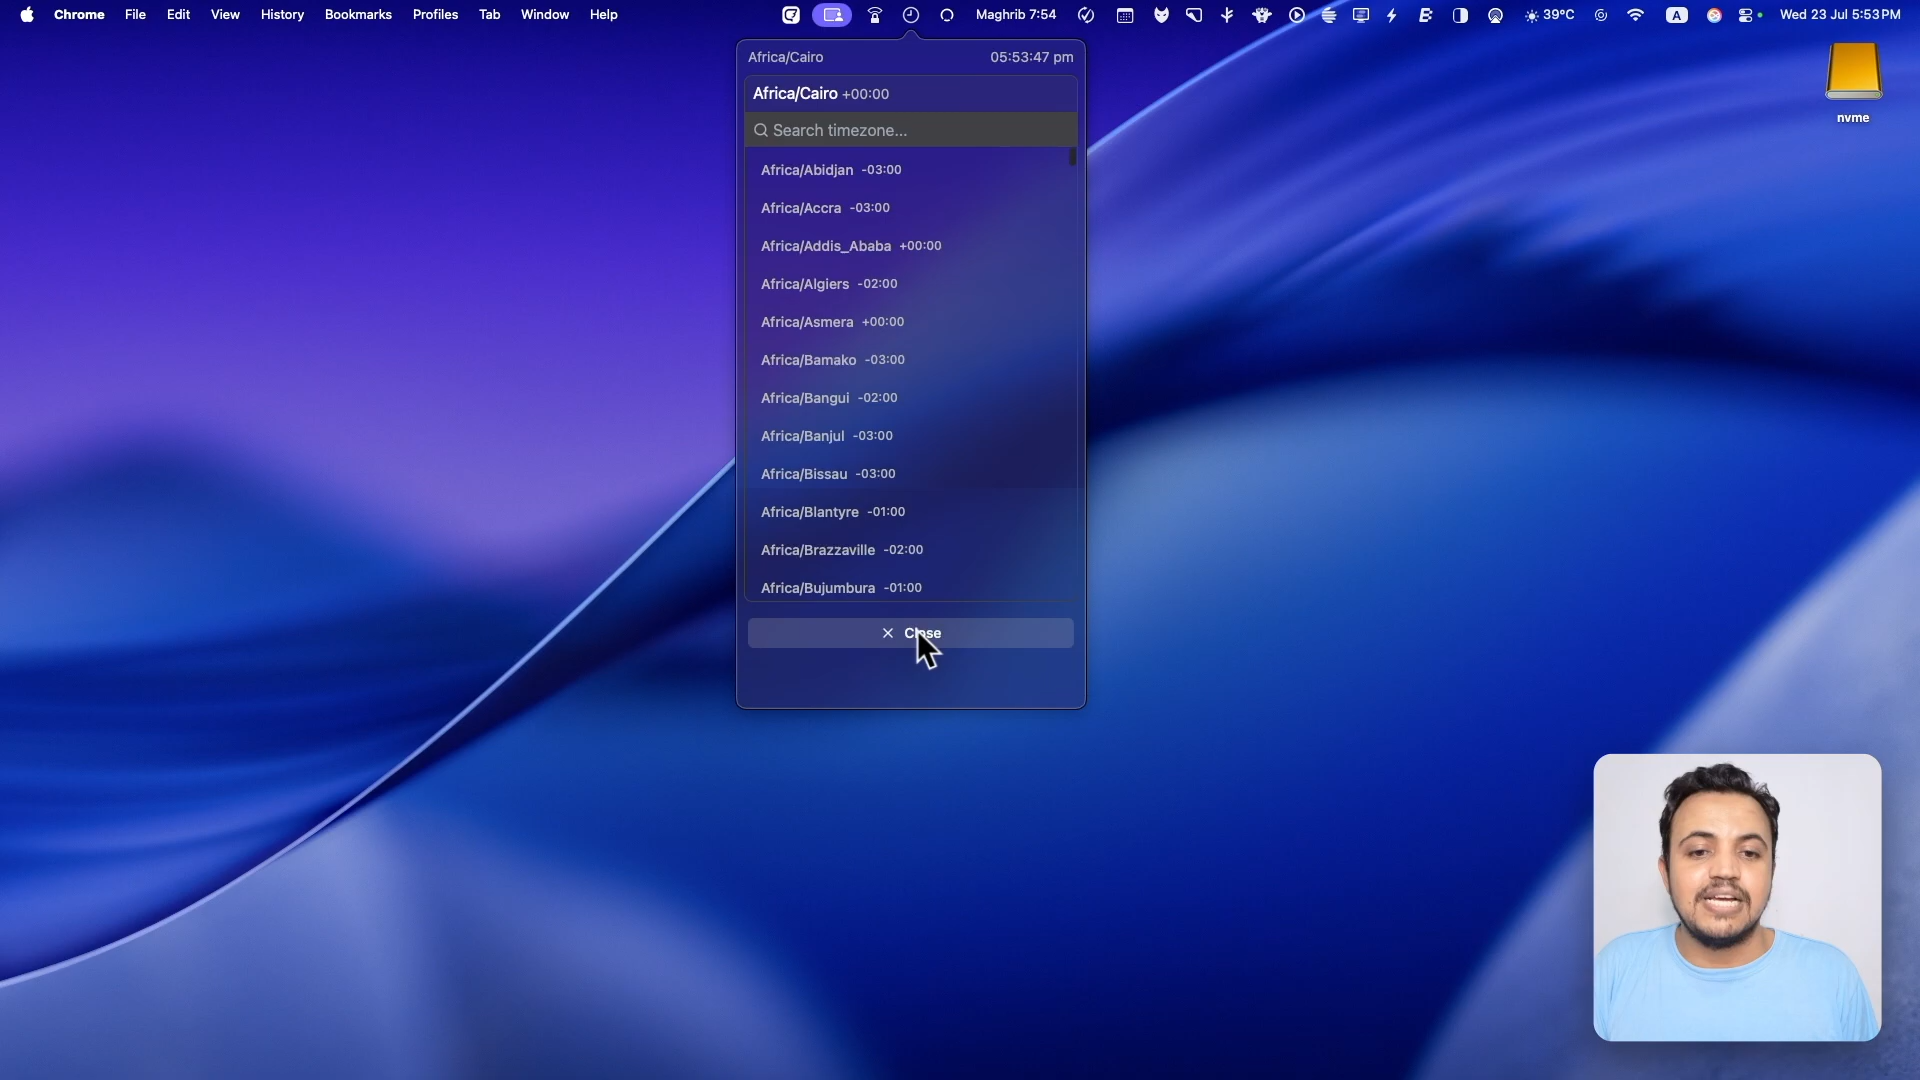 Chrome File Edit View History Bookmarks Profiles Tab Window Help Maghrib 7:54 39°C A Wed 23 Jul 5:53 PM
Africa/Cairo 05:53:47 pm
Africa/Cairo +00:00
Search timezone...
Africa/Abidjan -03:00
Africa/Accra -03:00
Africa/Addis_Ababa +00:00
Africa/Algiers -02:00
Africa/Asmera +00:00
Africa/Bamako -03:00
Africa/Bangui -02:00
Africa/Banjul -03:00
Africa/Bissau -03:00
Africa/Blantyre -01:00
Africa/Brazzaville -02:00
Africa/Bujumbura -01:00
Close
nvme